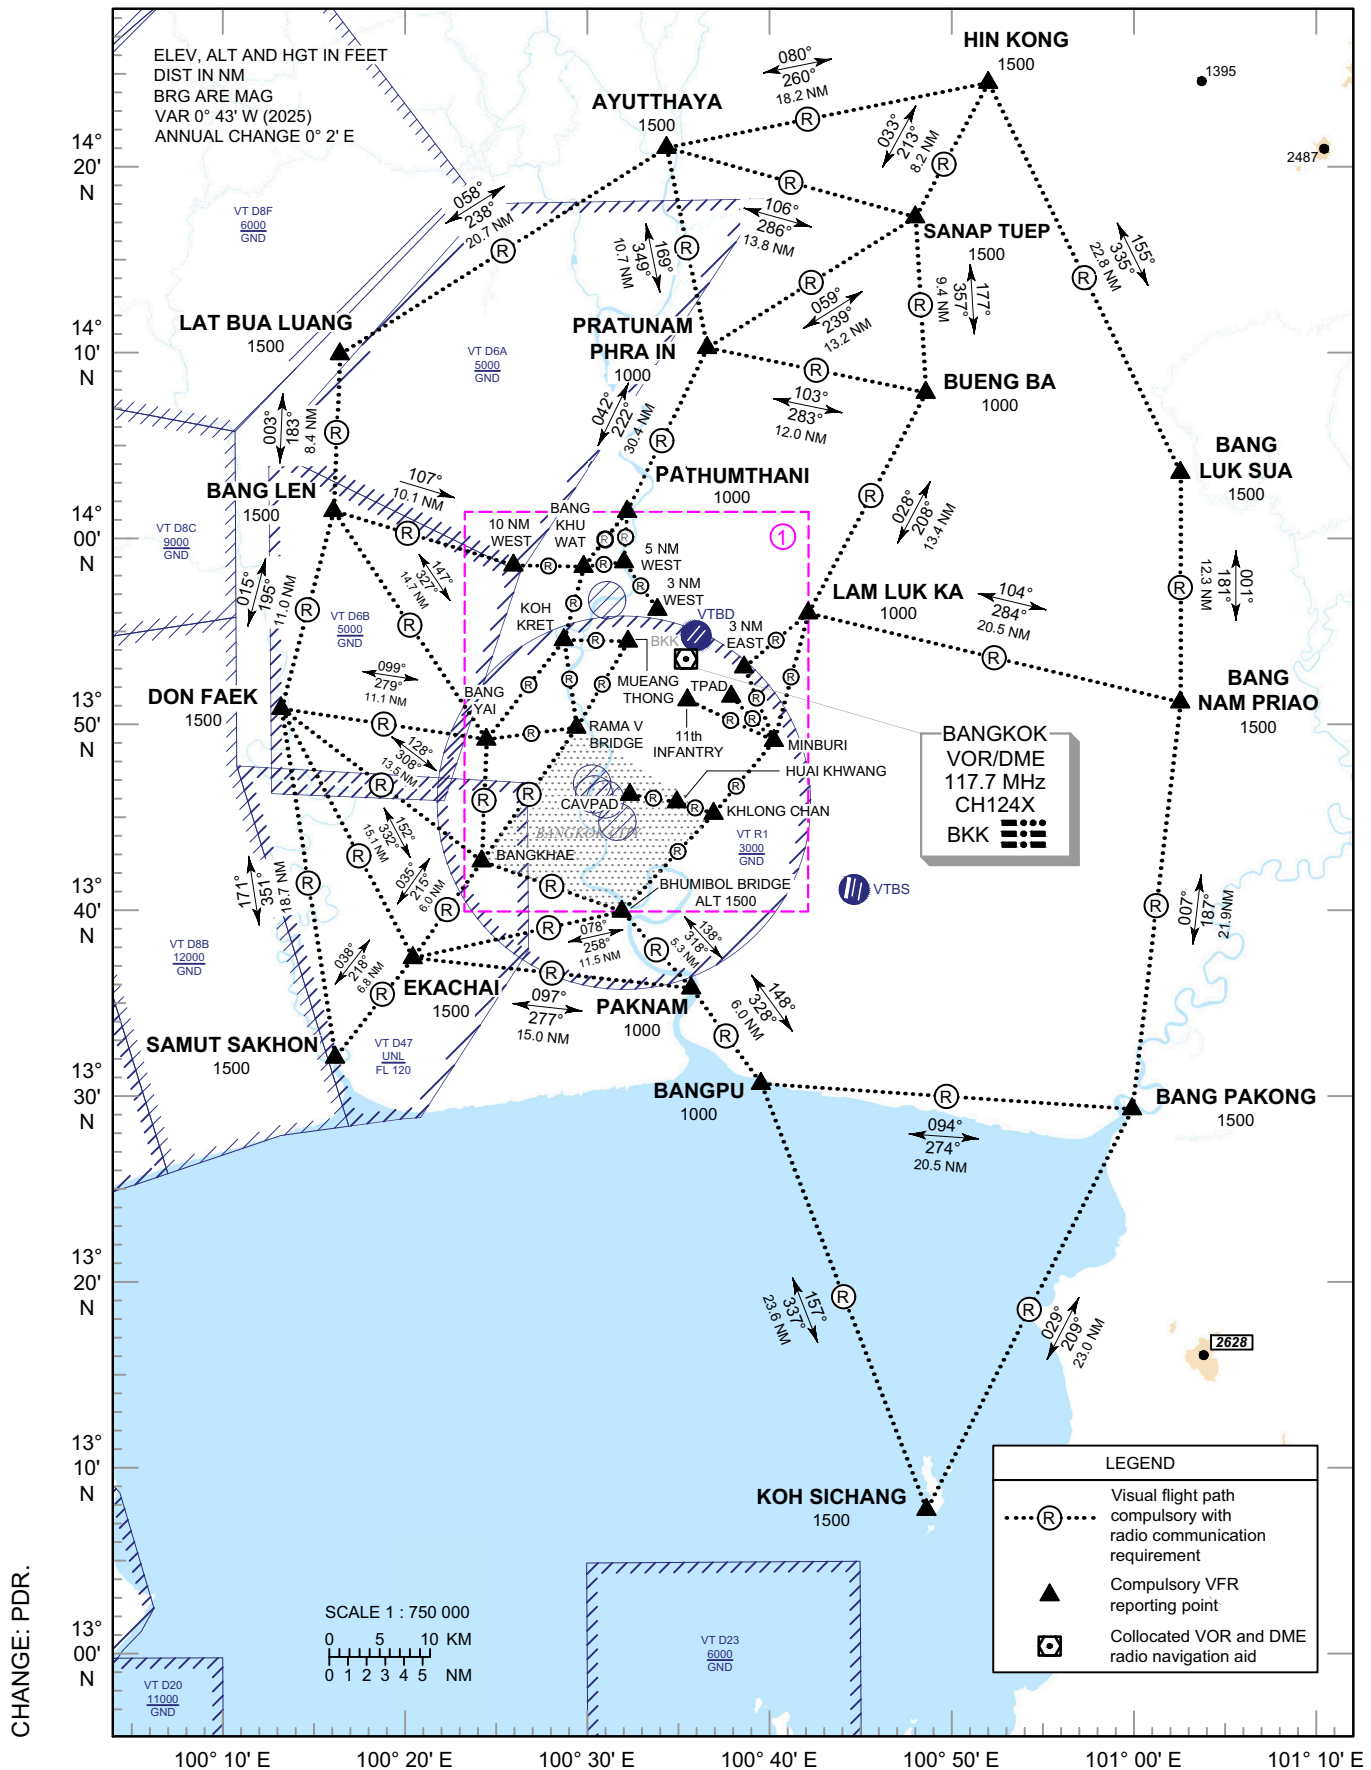 ELEV, ALT AND HGT IN FEET
DIST IN NM
BRG ARE MAG
VAR 0° 43' W (2025)
ANNUAL CHANGE 0° 2' E
HIN KONG
1500
1395
2487
080°
260°
18.2 NM
AYUTTHAYA
1500
033°
213°
8.2 NM
14°
20'
N
VT D8F
6000
GND
058°
238°
20.7 NM
106°
286°
13.8 NM
SANAP TUEP
1500
169°
349°
10.7 NM
155°
335°
22.8 NM
177°
357°
9.4 NM
059°
239°
13.2 NM
LAT BUA LUANG
1500
14°
10'
N
VT D6A
5000
GND
PRATUNAM
PHRA IN
1000
BUENG BA
1000
103°
283°
12.0 NM
003°
183°
8.4 NM
042°
222°
30.4 NM
BANG
LUK SUA
1500
107°
10.1 NM
PATHUMTHANI
1000
BANG LEN
1500
028°
208°
13.4 NM
14°
00'
N
VT D8C
9000
GND
10 NM
WEST
BANG
KHU
WAT
5 NM
WEST
3 NM
WEST
1
147°
327°
14.7 NM
015°
195°
11.0 NM
VT D6B
5000
GND
KOH
KRET
VTBD
BKK
3 NM
EAST
LAM LUK KA
1000
104°
284°
20.5 NM
001°
181°
12.3 NM
099°
279°
11.1 NM
DON FAEK
1500
BANG
YAI
MUEANG
THONG
TPAD
11th
INFANTRY
RAMA V
BRIDGE
MINBURI
BANG
NAM PRIAO
1500
13°
50'
N
128°
308°
13.5 NM
HUAI KHWANG
CAVPAD
KHLONG CHAN
BANGKOK CITY
BANGKOK
VOR/DME
117.7 MHz
CH124X
BKK
VT R1
3000
GND
152°
332°
15.1 NM
BANGKHAE
035°
215°
6.0 NM
VTBS
BHUMIBOL BRIDGE
ALT 1500
171°
351°
18.7 NM
13°
40'
N
007°
187°
21.9NM
VT D8B
12000
GND
038°
218°
6.8 NM
078°
258°
11.5 NM
138°
318°
5.3 NM
EKACHAI
1500
097°
277°
15.0 NM
PAKNAM
1000
148°
328°
6.0 NM
SAMUT SAKHON
1500
VT D47
UNL
FL 120
13°
30'
N
BANGPU
1000
BANG PAKONG
1500
094°
274°
20.5 NM
13°
20'
N
157°
337°
23.6 NM
029°
209°
23.0 NM
2628
13°
10'
N
KOH SICHANG
1500
LEGEND
R
Visual flight path
compulsory with
radio communication
requirement
Compulsory VFR
reporting point
Collocated VOR and DME
radio navigation aid
SCALE 1 : 750 000
0 5 10 KM
0 1 2 3 4 5 NM
13°
00'
N
VT D23
6000
GND
VT D20
11000
GND
CHANGE: PDR.
100° 10' E
100° 20' E
100° 30' E
100° 40' E
100° 50' E
101° 00' E
101° 10' E